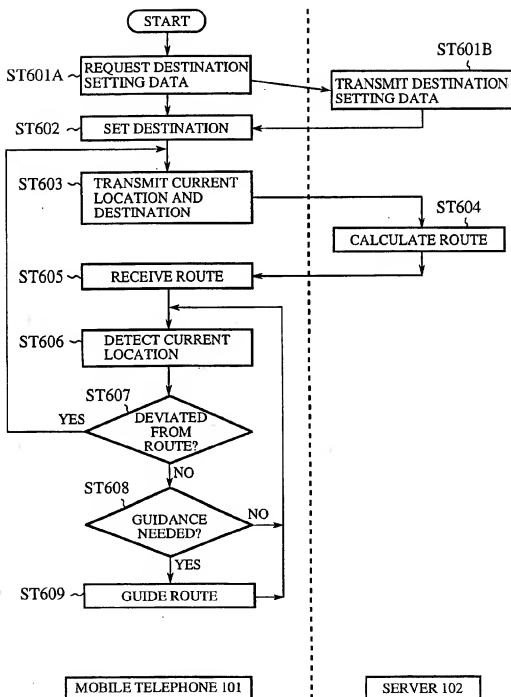 START
ST601A
REQUEST DESTINATION
SETTING DATA
ST601B
TRANSMIT DESTINATION
SETTING DATA
ST602
SET DESTINATION
ST603
TRANSMIT CURRENT
LOCATION AND
DESTINATION
ST604
CALCULATE ROUTE
ST605
RECEIVE ROUTE
ST606
DETECT CURRENT
LOCATION
ST607
YES
DEVIATED
FROM
ROUTE?
NO
ST608
GUIDANCE
NEEDED?
NO
YES
ST609
GUIDE ROUTE
MOBILE TELEPHONE 101
SERVER 102